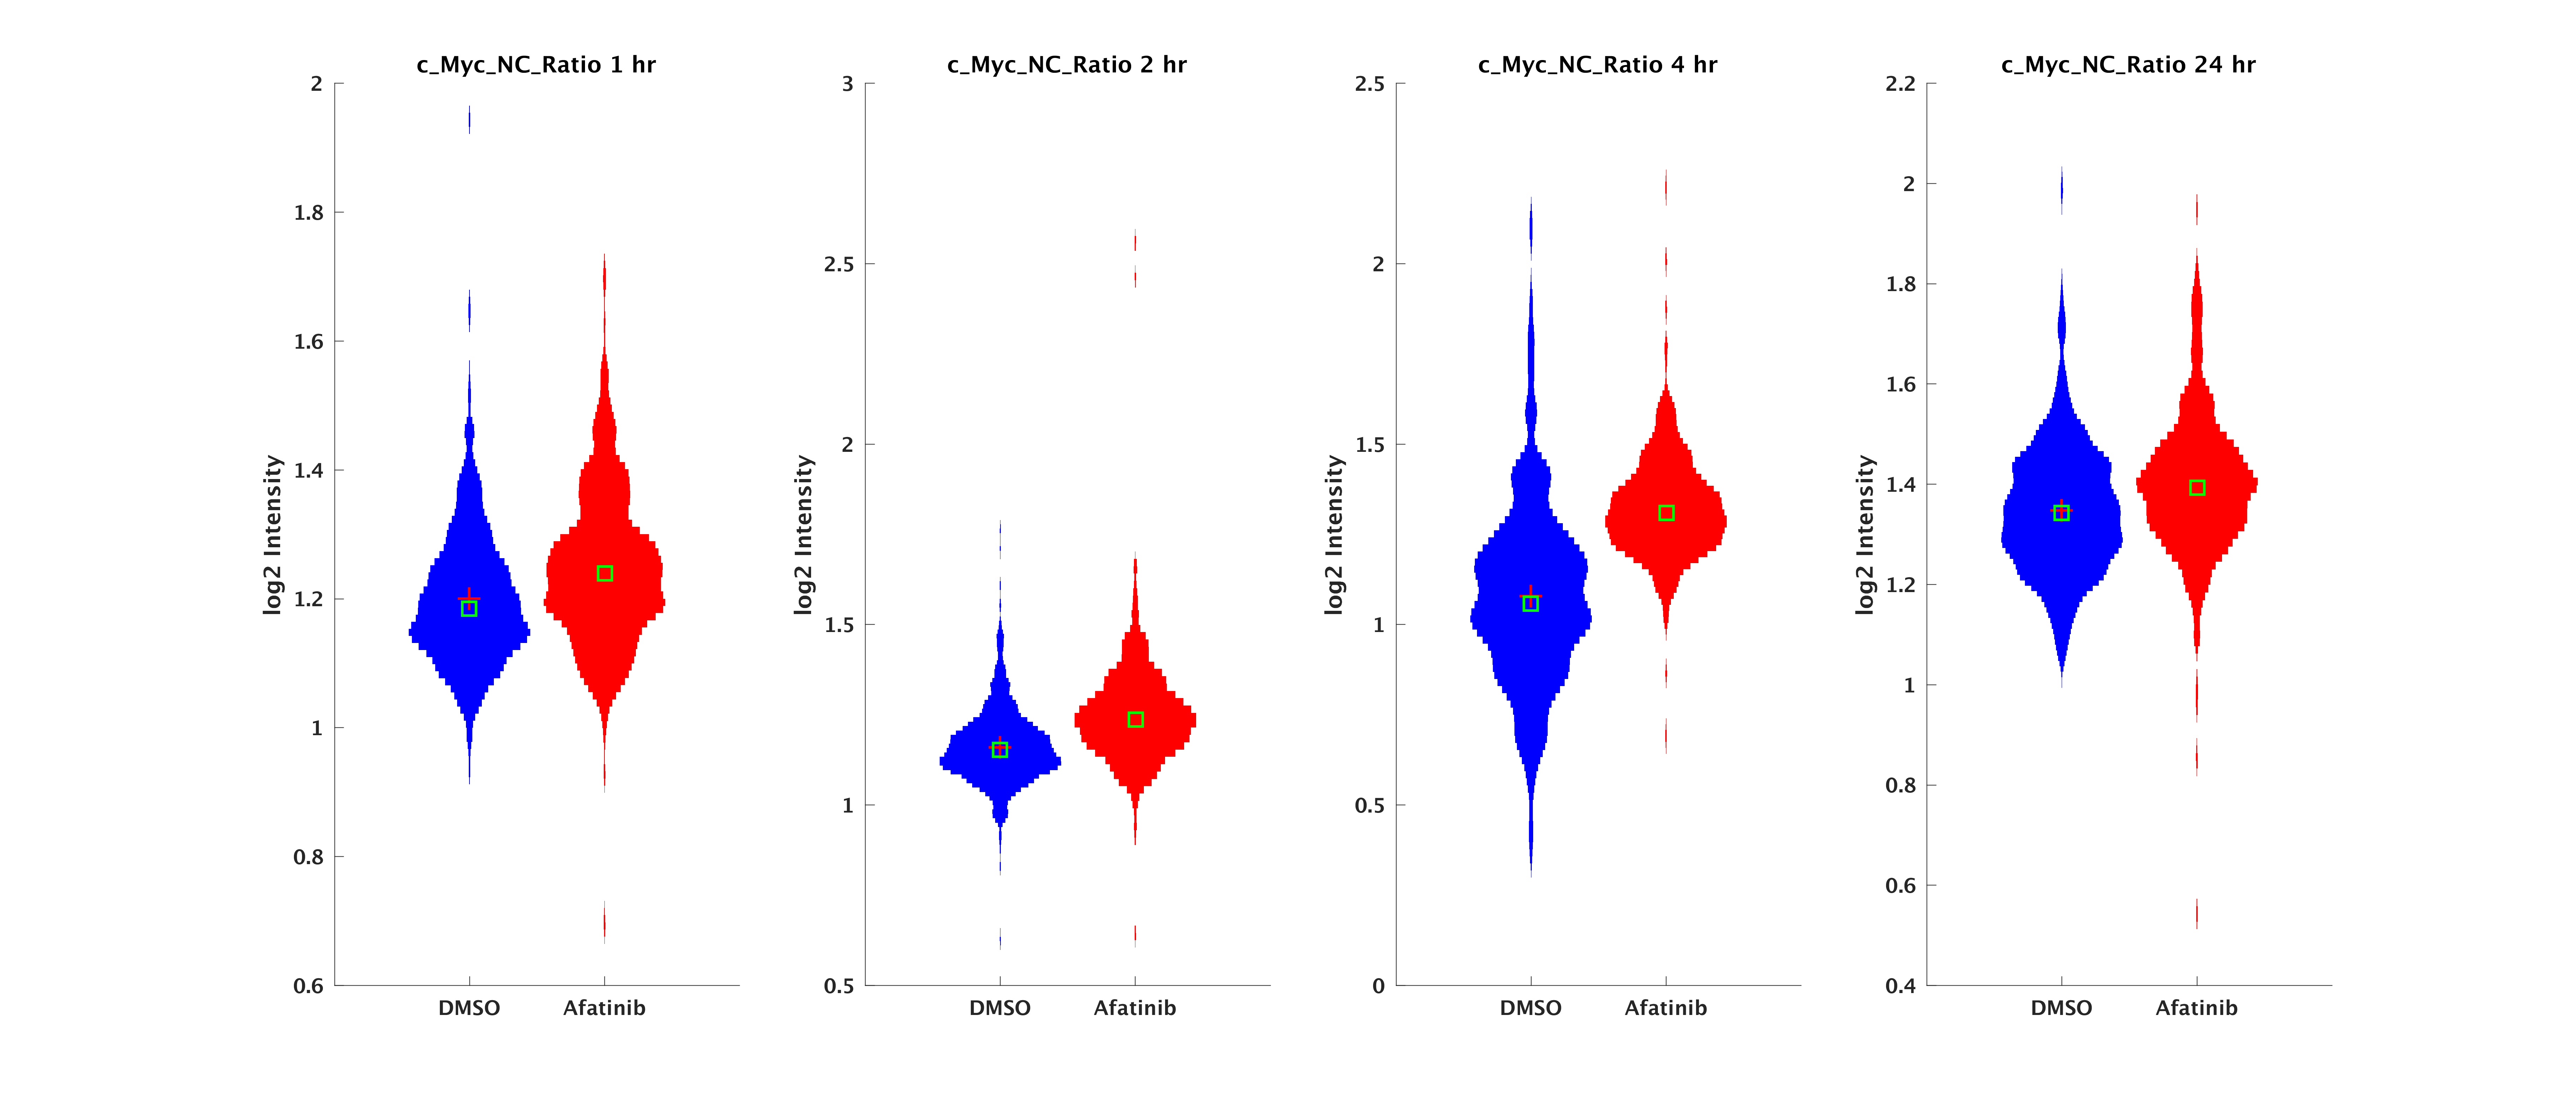 c_Myc_NC_Ratio 1 hr
log2 Intensity
2
1.8
1.6
1.4
1.2
1
0.8
0.6
DMSO Afatinib
c_Myc_NC_Ratio 2 hr
log2 Intensity
3
2.5
2
1.5
1
0.5
DMSO Afatinib
c_Myc_NC_Ratio 4 hr
log2 Intensity
2.5
2
1.5
1
0.5
0
DMSO Afatinib
c_Myc_NC_Ratio 24 hr
log2 Intensity
2.2
2
1.8
1.6
1.4
1.2
1
0.8
0.6
0.4
DMSO Afatinib